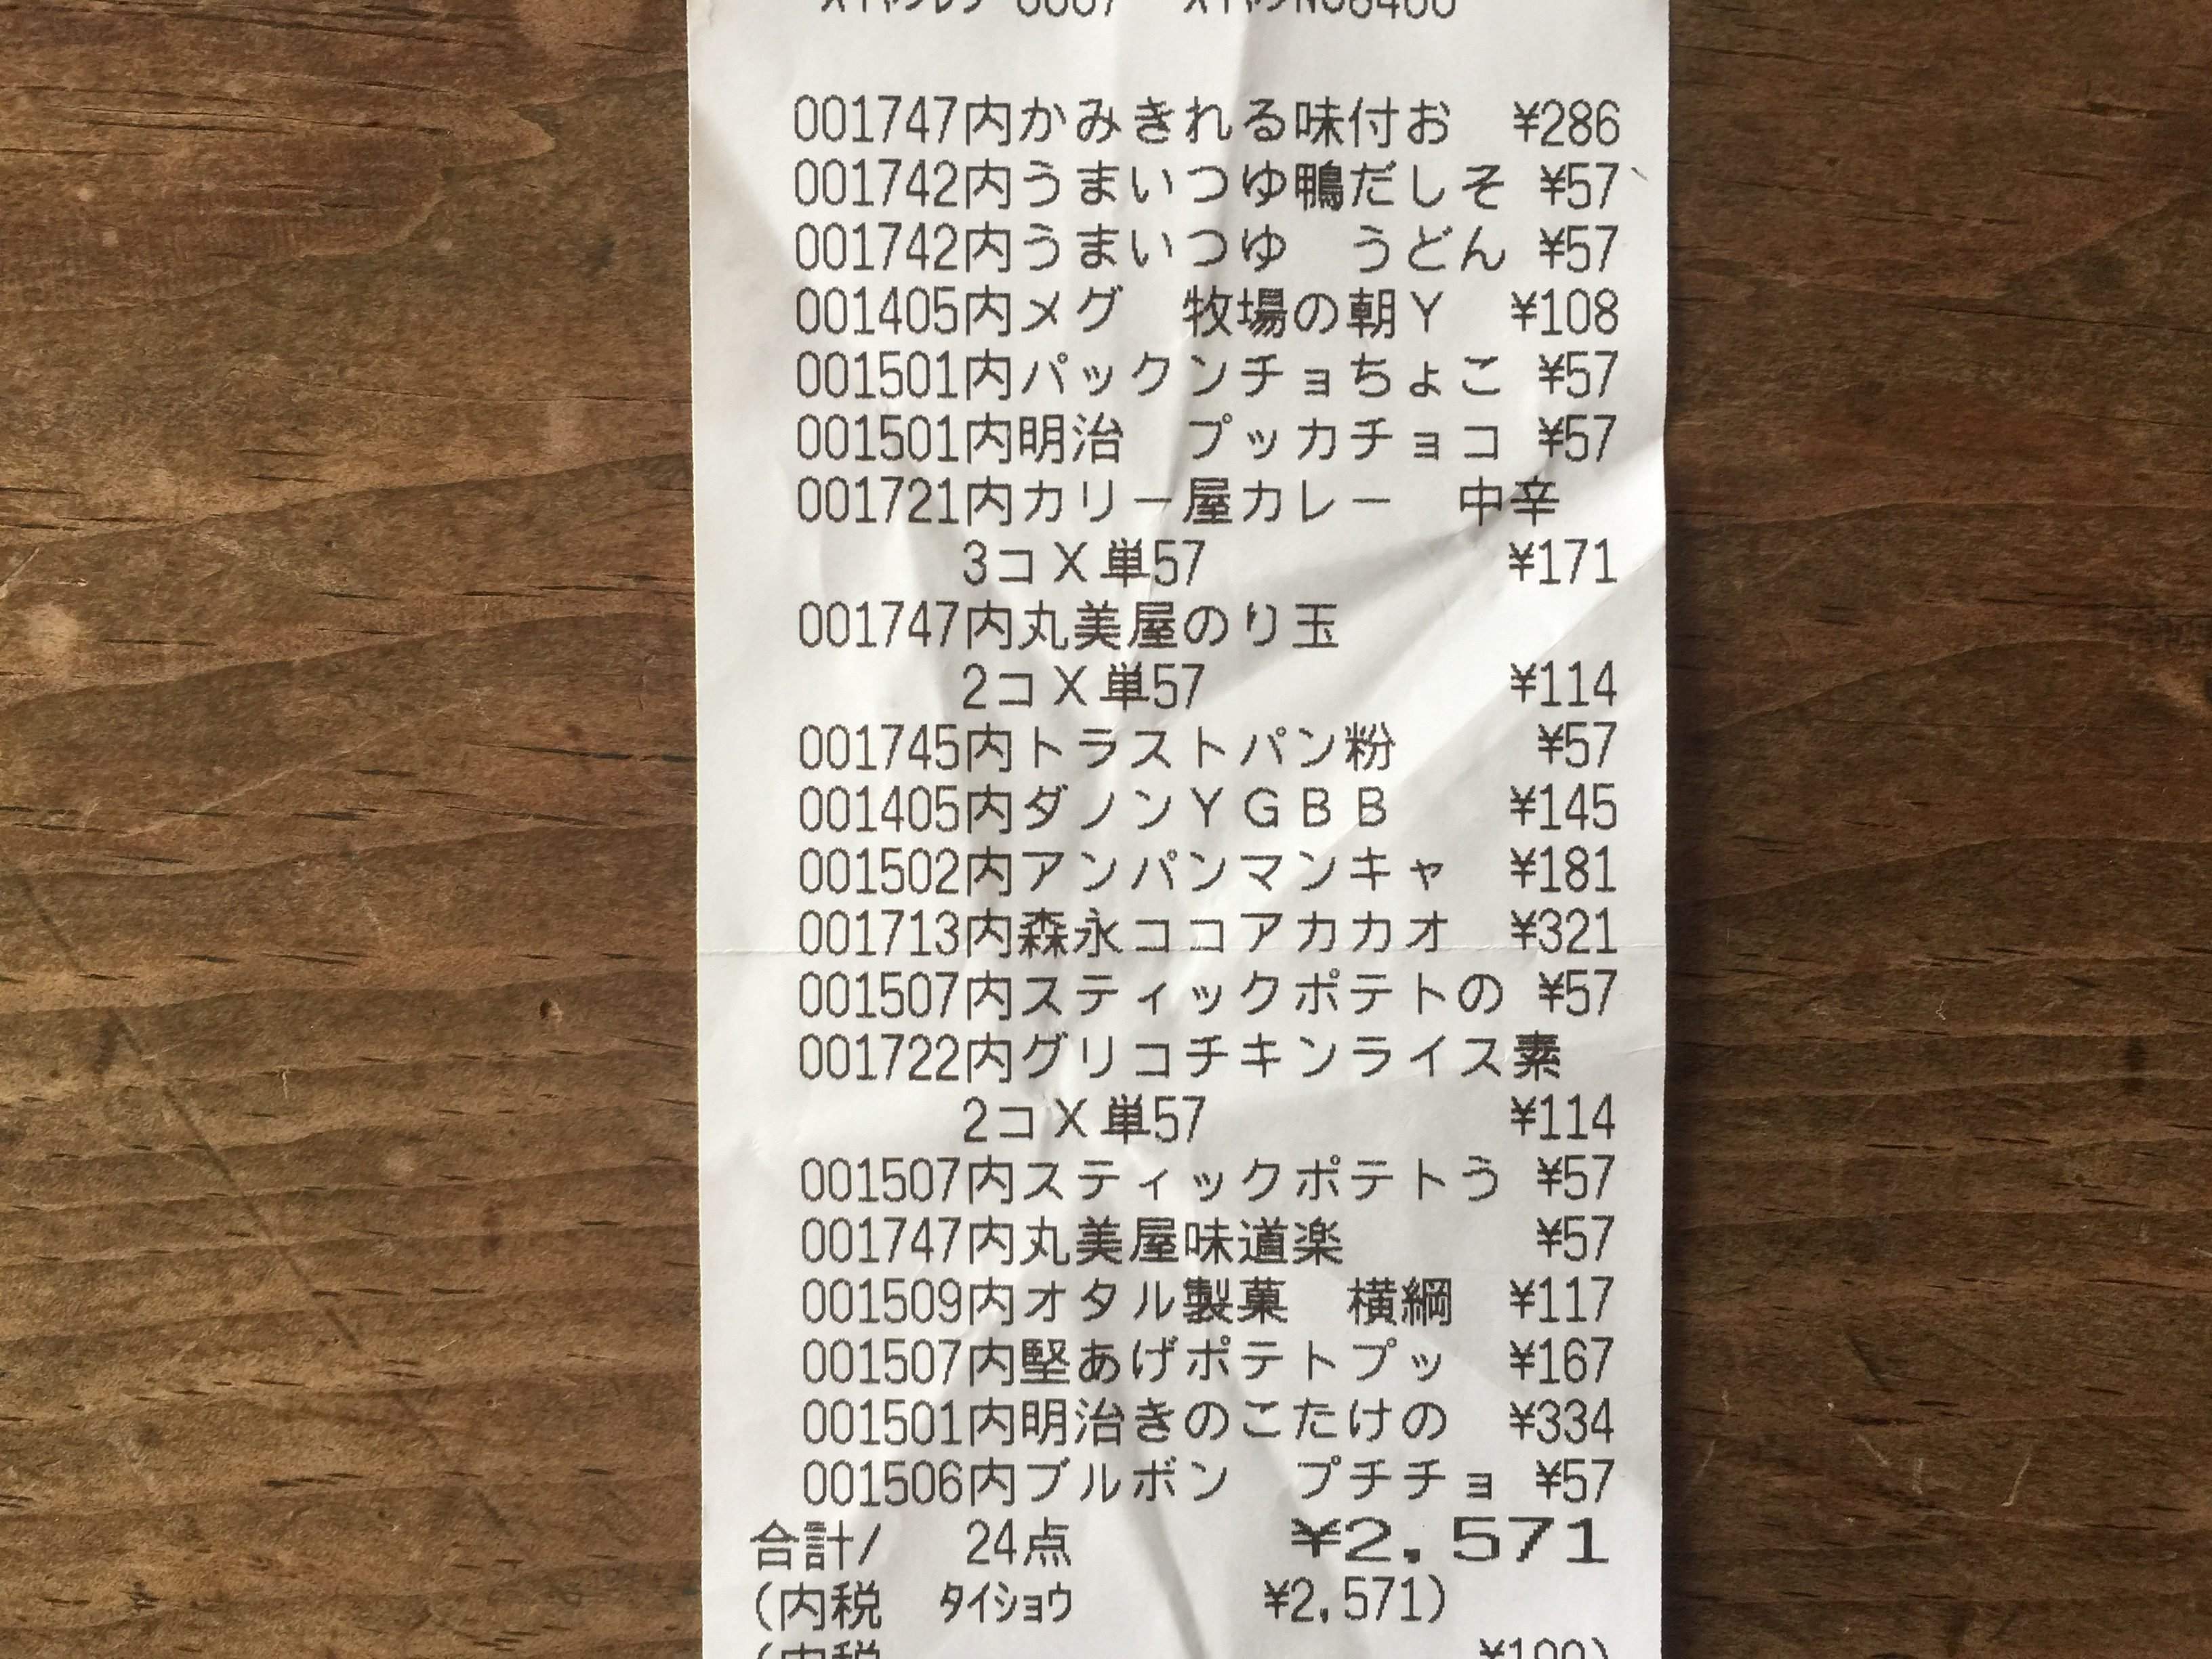 001747内かみきれる味付お ¥286
001742内うまいつゆ鴨だしそ ¥57
001742内うまいつゆ　うどん ¥57
001405内メグ　牧場の朝Y ¥108
001501内パックンチョちょこ ¥57
001501内明治　プッカチョコ ¥57
001721内カリー屋カレー　中辛
3コX単57 ¥171
001747内丸美屋のり玉
2コX単57 ¥114
001745内トラストパン粉 ¥57
001405内ダノンYGBB ¥145
001502内アンパンマンキャ ¥181
001713内森永ココアカカオ ¥321
001507内スティックポテトの ¥57
001722内グリコチキンライス素
2コX単57 ¥114
001507内スティックポテトう ¥57
001747内丸美屋味道楽 ¥57
001509内オタル製菓　横綱 ¥117
001507内堅あげポテトプッ ¥167
001501内明治きのこたけの ¥334
001506内ブルボン　プチチョ ¥57
合計/ 24点 ¥2,571
(内税 ﾀｲｼｮｳ ¥2,571)
(内税